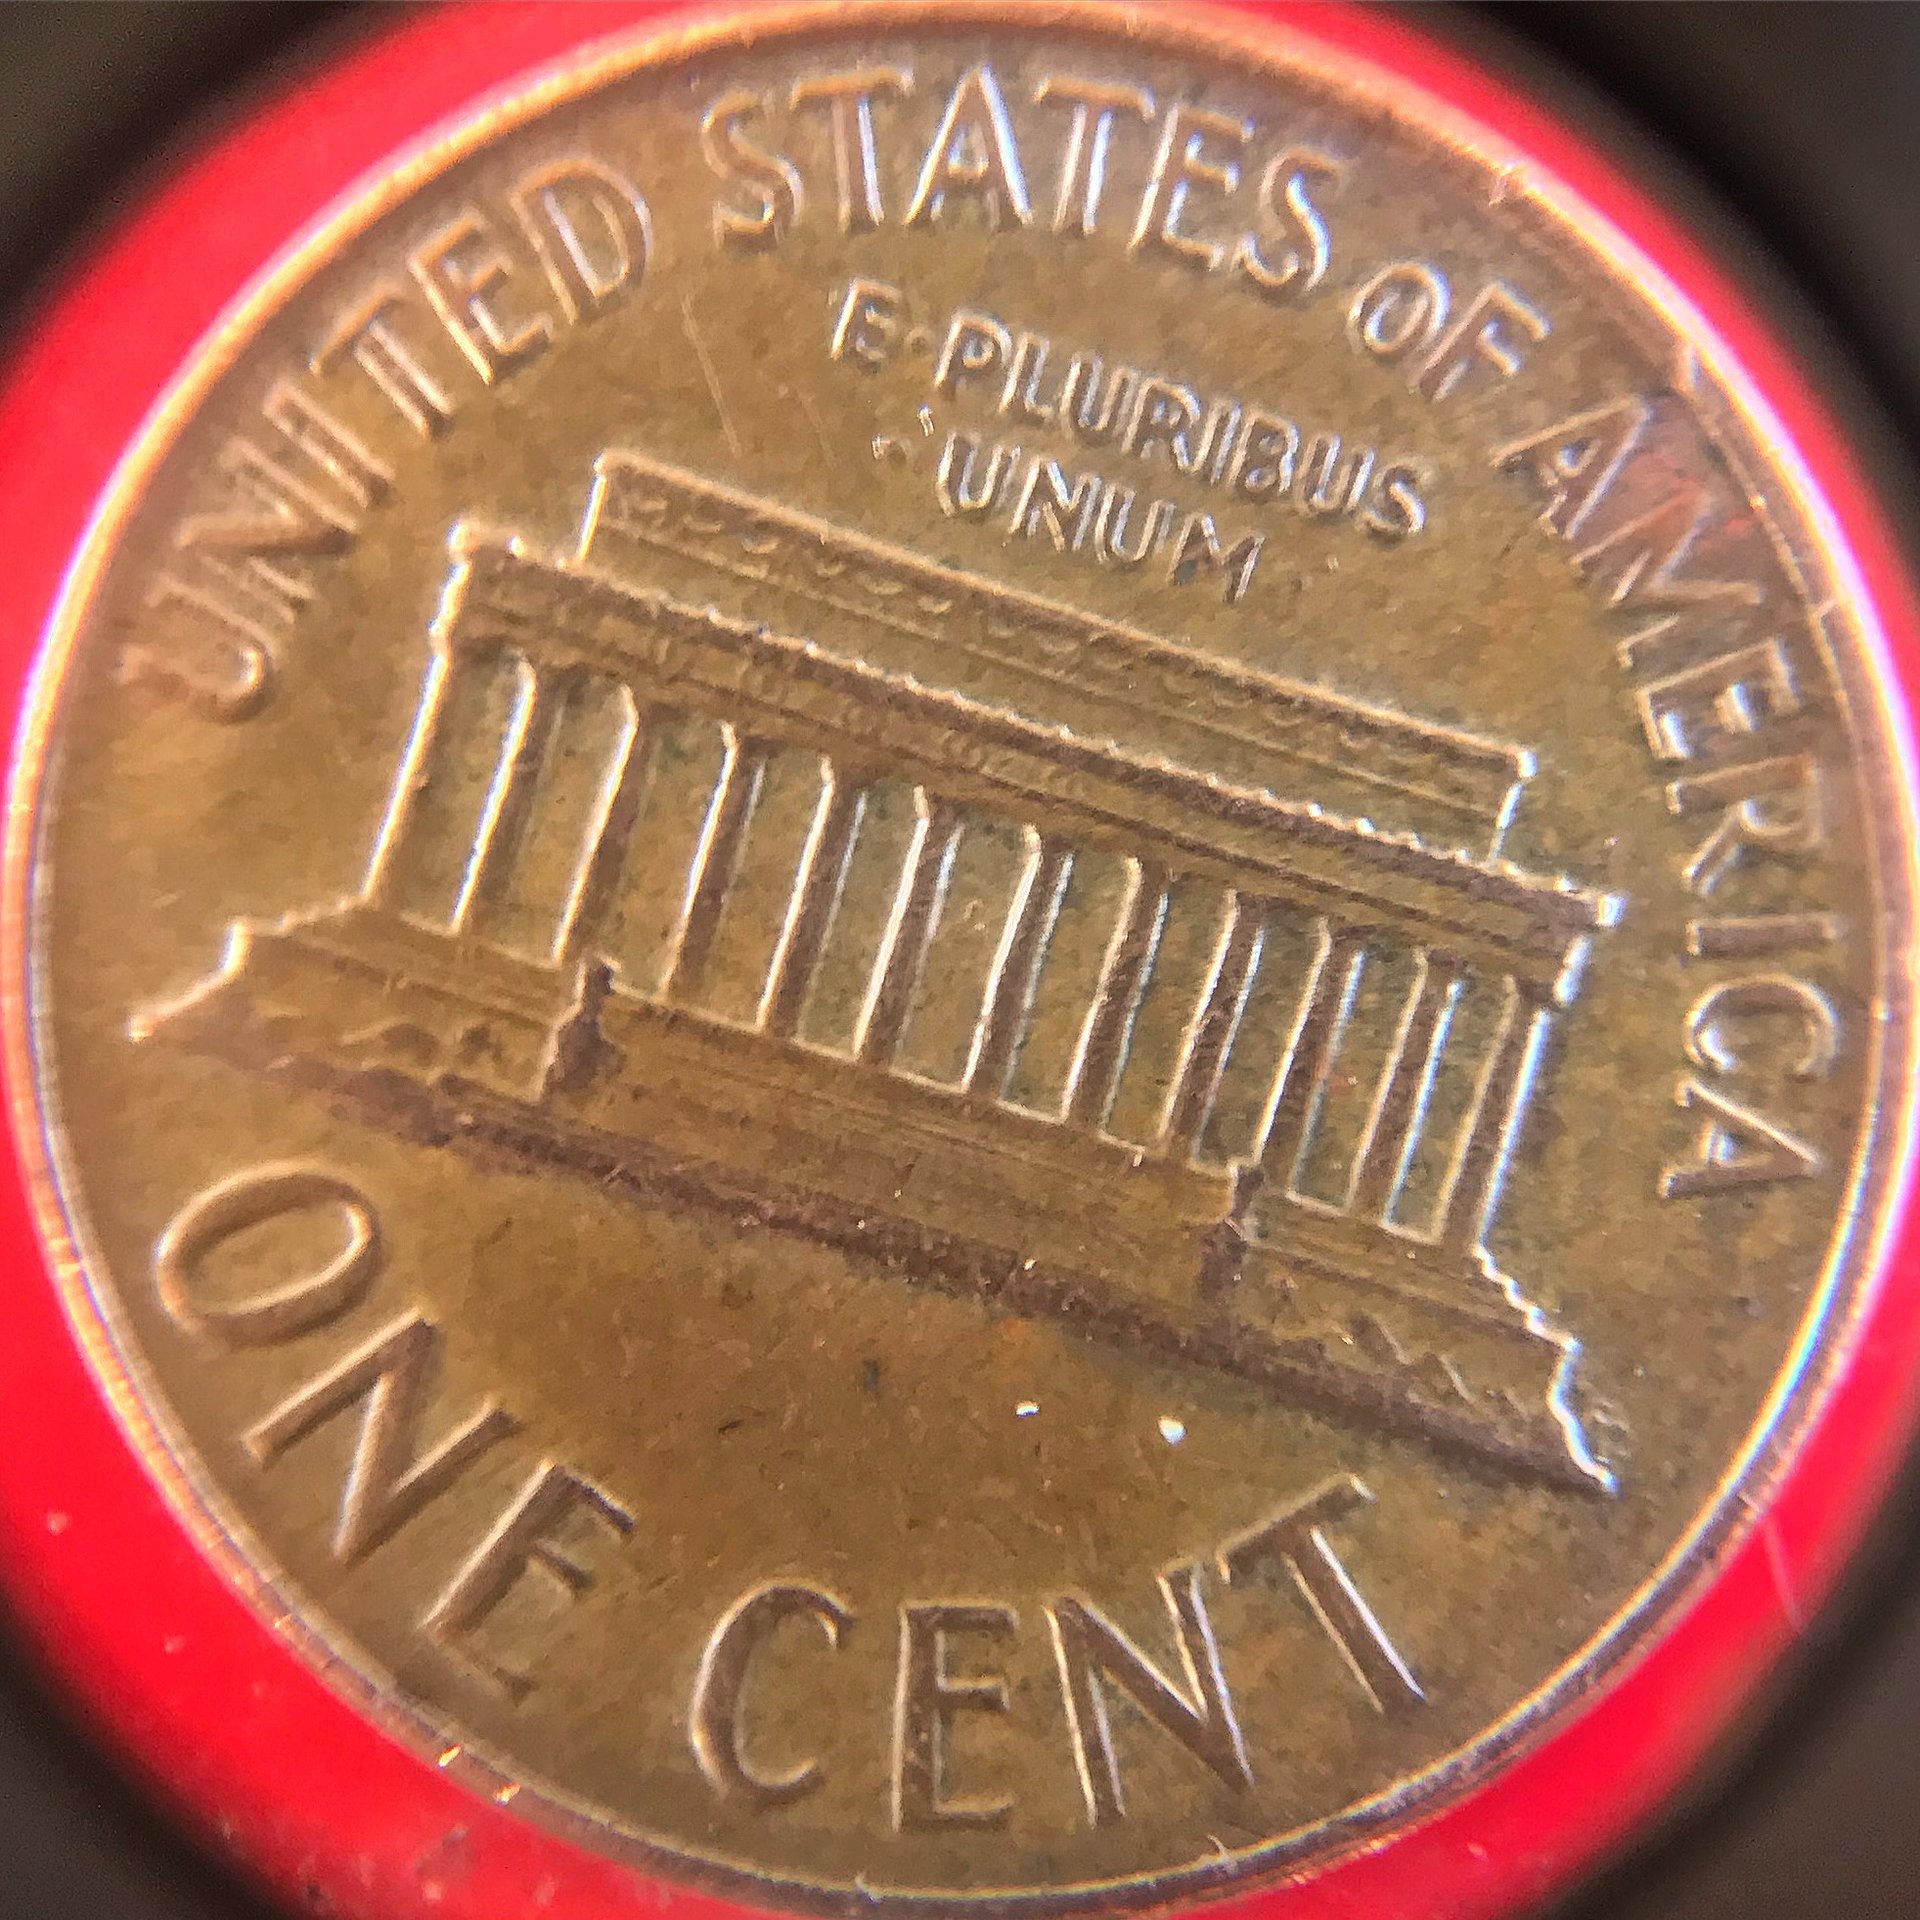 UNITED STATES OF AMERICA
E·PLURIBUS
UNUM
ONE CENT